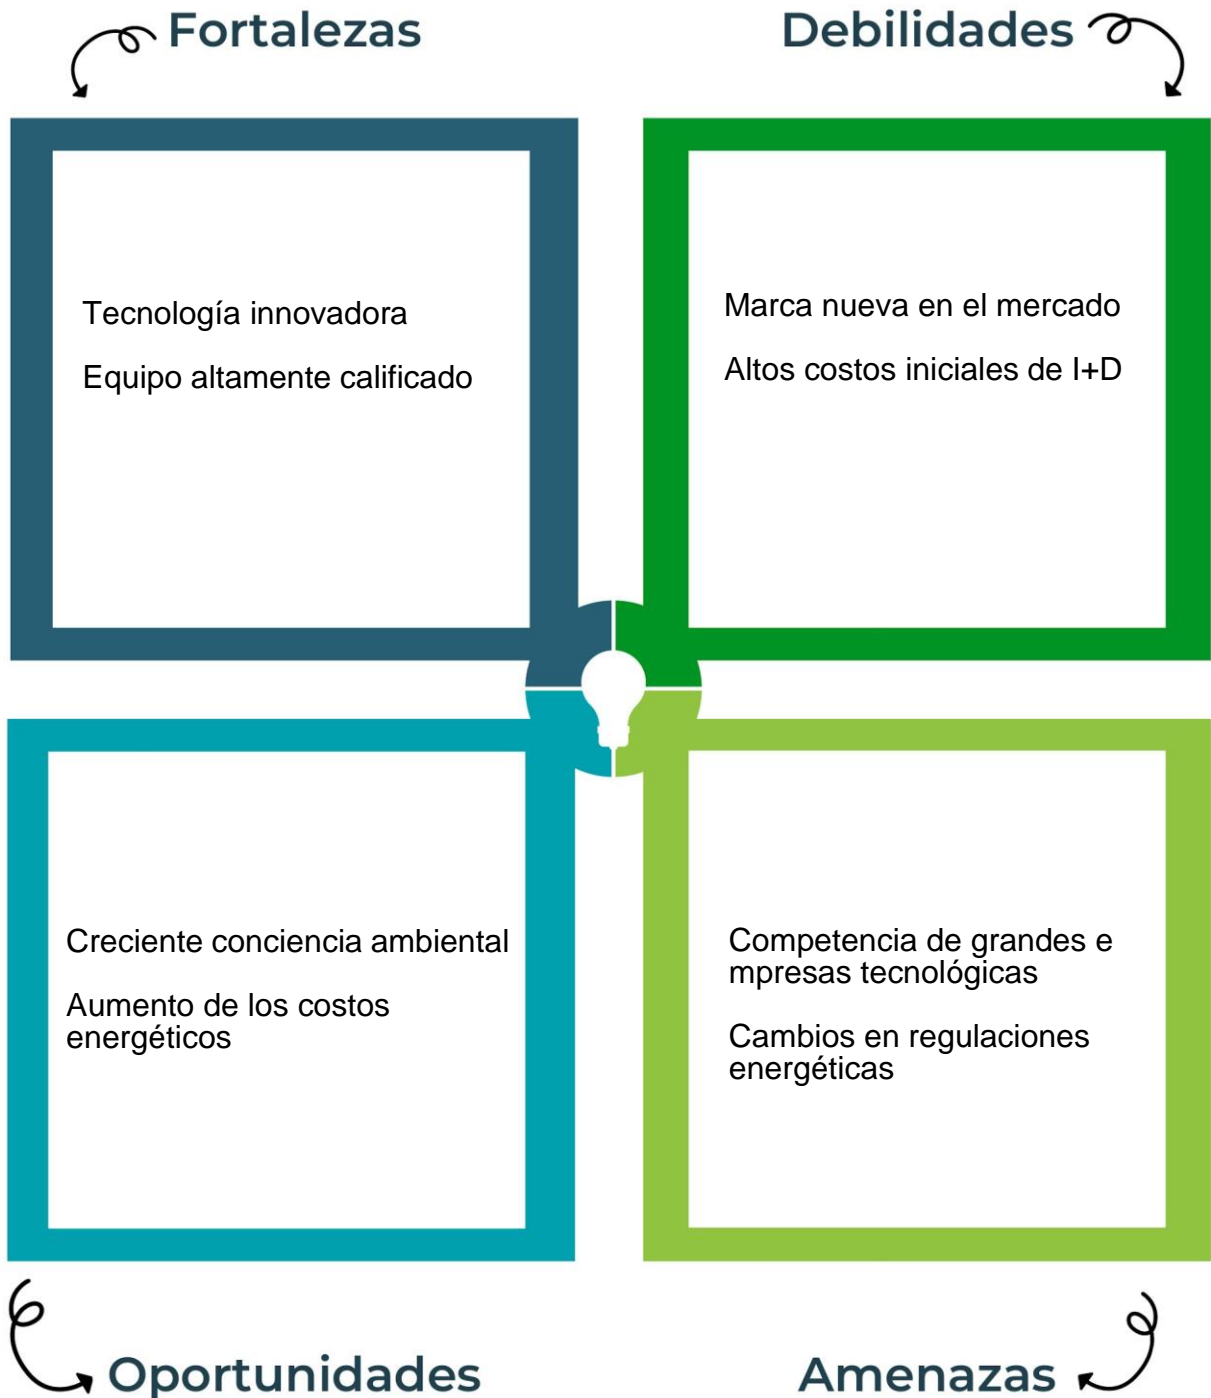 Fortalezas
Tecnología innovadora
Equipo altamente calificado
Debilidades
Marca nueva en el mercado
Altos costos iniciales de I+D
Creciente conciencia ambiental
Aumento de los costos
energéticos
Oportunidades
Competencia de grandes e
mpresas tecnológicas
Cambios en regulaciones
energéticas
Amenazas